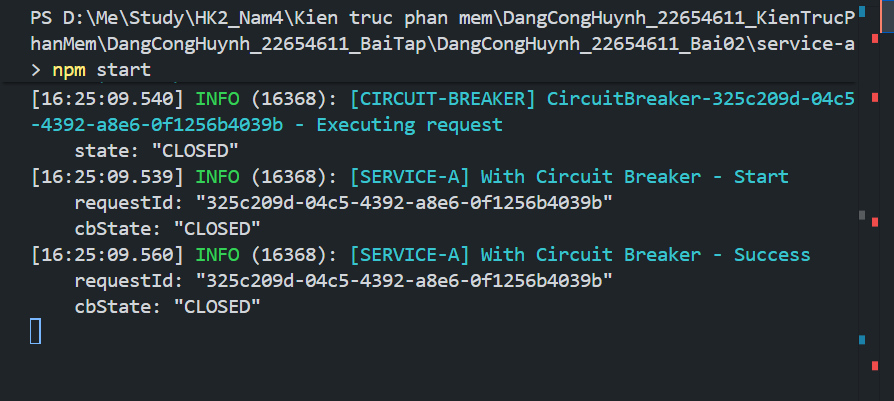 PS D:\Me\Study\HK2_Nam4\Kien truc phan mem\DangCongHuynh_22654611_KienTrucP
hanMem\DangCongHuynh_22654611_BaiTap\DangCongHuynh_22654611_Bai02\service-a
> npm start
[16:25:09.540] INFO (16368): [CIRCUIT-BREAKER] CircuitBreaker-325c209d-04c5
-4392-a8e6-0f1256b4039b - Executing request
state: "CLOSED"
[16:25:09.539] INFO (16368): [SERVICE-A] With Circuit Breaker - Start
requestId: "325c209d-04c5-4392-a8e6-0f1256b4039b"
cbState: "CLOSED"
[16:25:09.560] INFO (16368): [SERVICE-A] With Circuit Breaker - Success
requestId: "325c209d-04c5-4392-a8e6-0f1256b4039b"
cbState: "CLOSED"